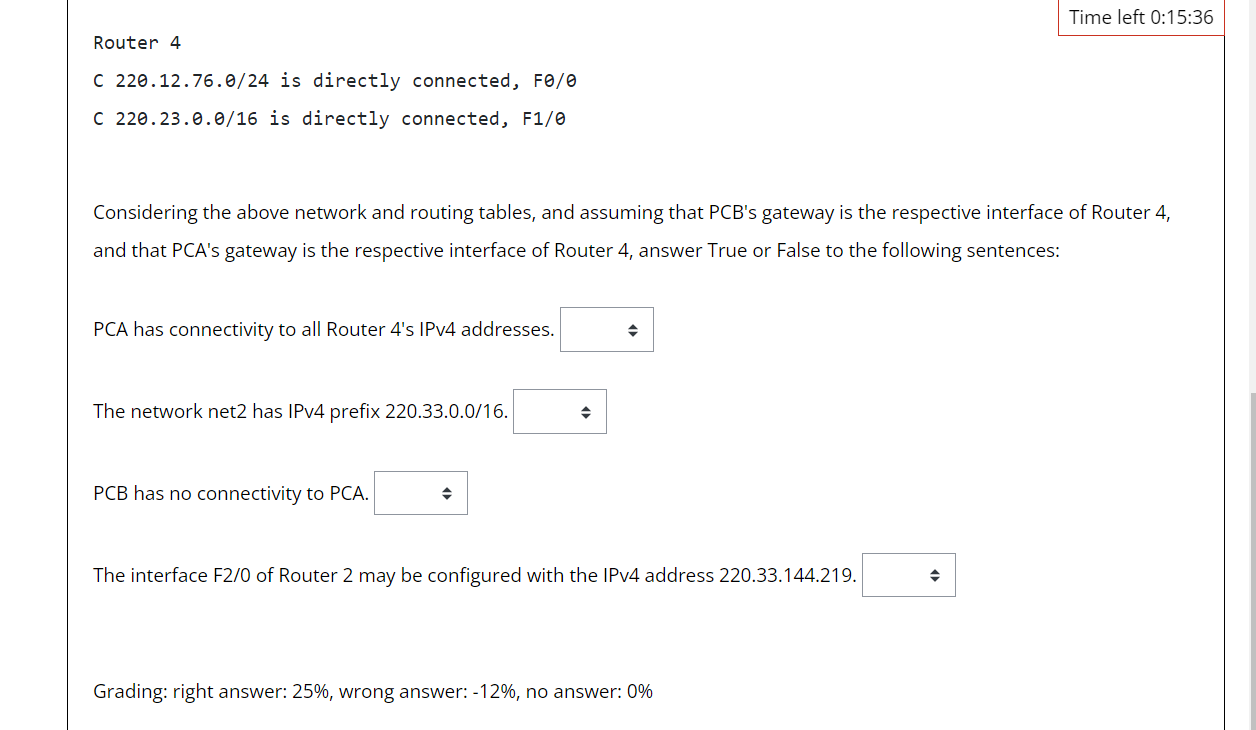 Time left 0:15:36
Router 4
C 220.12.76.0/24 is directly connected, F0/0
C 220.23.0.0/16 is directly connected, F1/0
Considering the above network and routing tables, and assuming that PCB's gateway is the respective interface of Router 4,
and that PCA's gateway is the respective interface of Router 4, answer True or False to the following sentences:
PCA has connectivity to all Router 4's IPv4 addresses.
The network net2 has IPv4 prefix 220.33.0.0/16.
PCB has no connectivity to PCA.
The interface F2/0 of Router 2 may be configured with the IPv4 address 220.33.144.219.
Grading: right answer: 25%, wrong answer: -12%, no answer: 0%